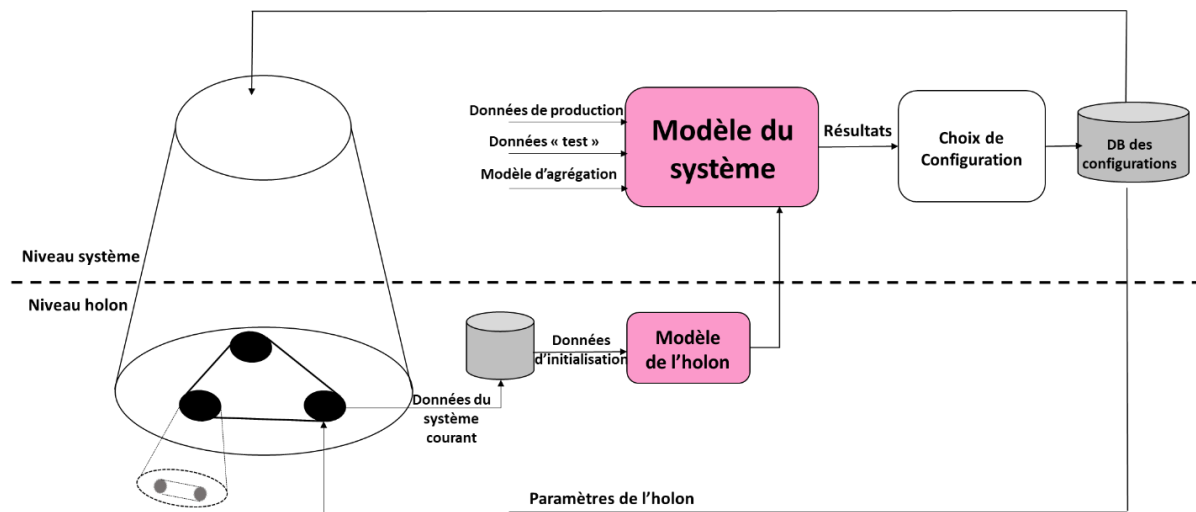 Données de production
Données « test »
Modèle d'agrégation
Modèle du
système
Résultats
Choix de
Configuration
DB des
configurations
Niveau système
Niveau holon
Données
d'initialisation
Modèle
de l'holon
Données du
système
courant
Paramètres de l'holon